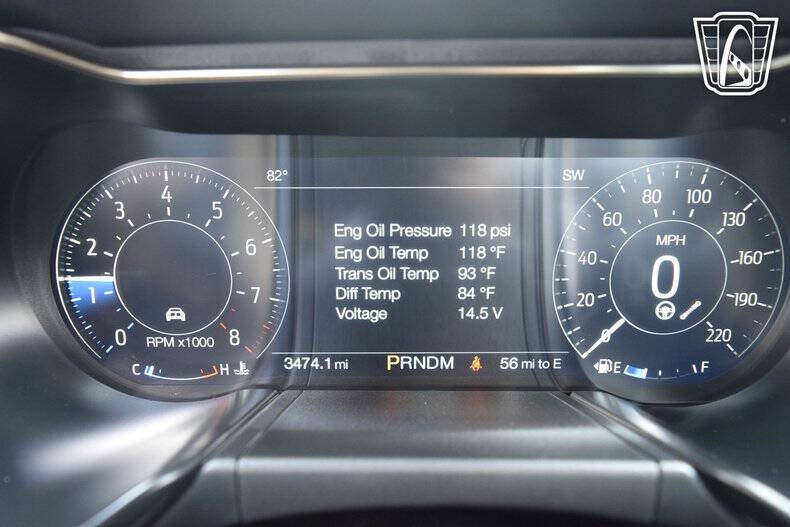 82° SW
Eng Oil Pressure 118 psi
Eng Oil Temp 118 °F
Trans Oil Temp 93 °F
Diff Temp 84 °F
Voltage 14.5 V
3474.1 mi PRNDM 56 mi to E
0 1 2 3 4 5 6 7 8
RPM x1000
C H
0 20 40 60 80 100 130 160 190 220
MPH
0
E F